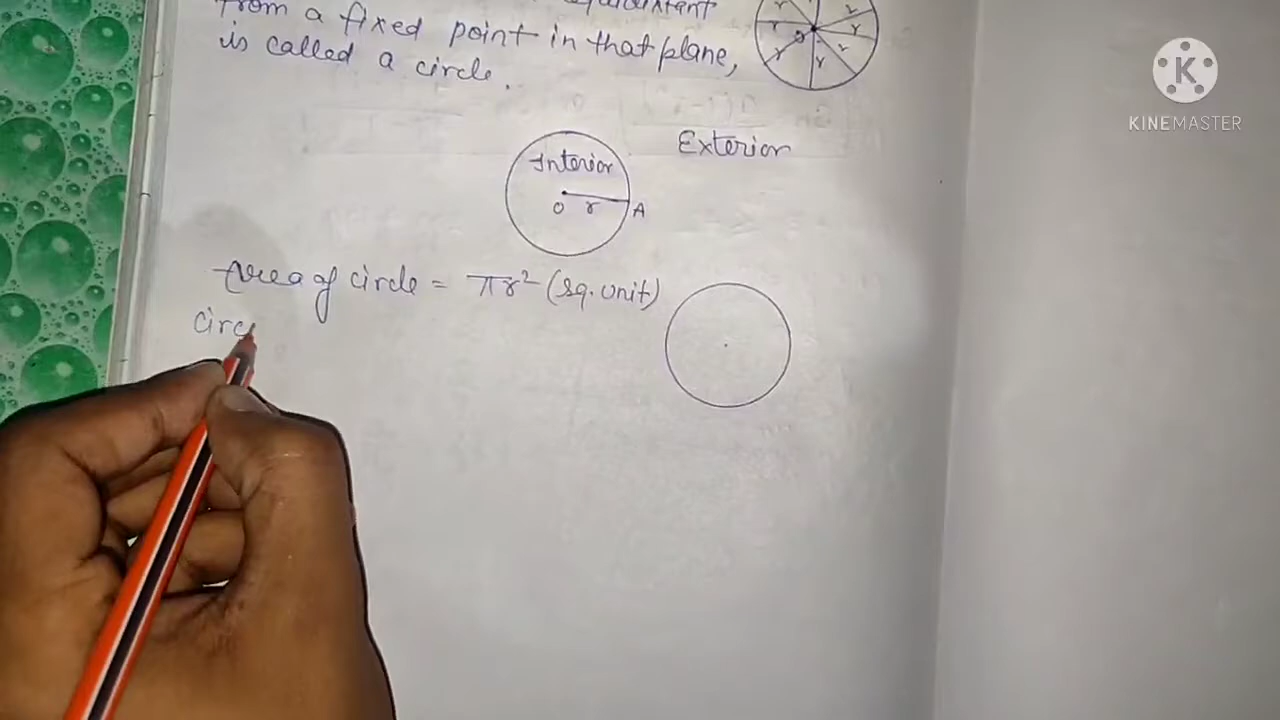 from a fixed point in that plane,
is called a circle.
r r r r r r r
Interior
Exterior
O r A
Area of circle = πr² (sq. unit)
circ
K
KINEMASTER